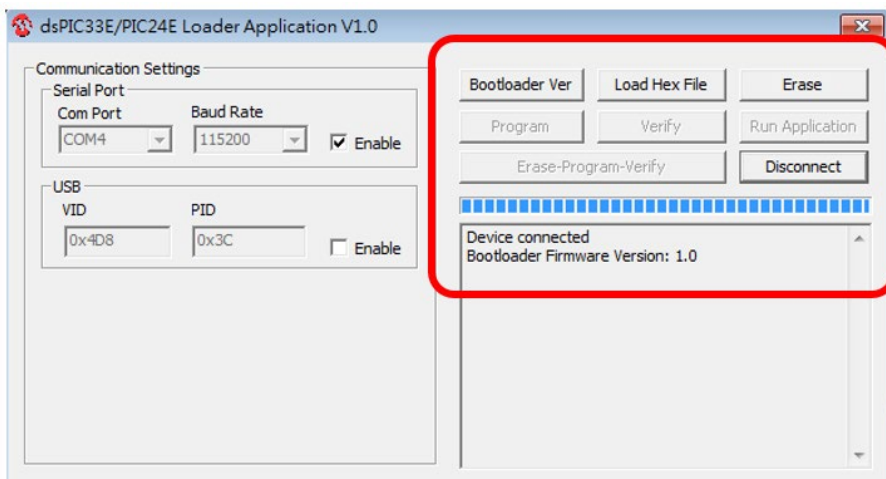 dsPIC33E/PIC24E Loader Application V1.0
Communication Settings
Serial Port
Com Port Baud Rate
COM4 115200 Enable
USB
VID PID
0x4D8 0x3C Enable
Bootloader Ver Load Hex File Erase
Program Verify Run Application
Erase-Program-Verify Disconnect
Device connected
Bootloader Firmware Version: 1.0